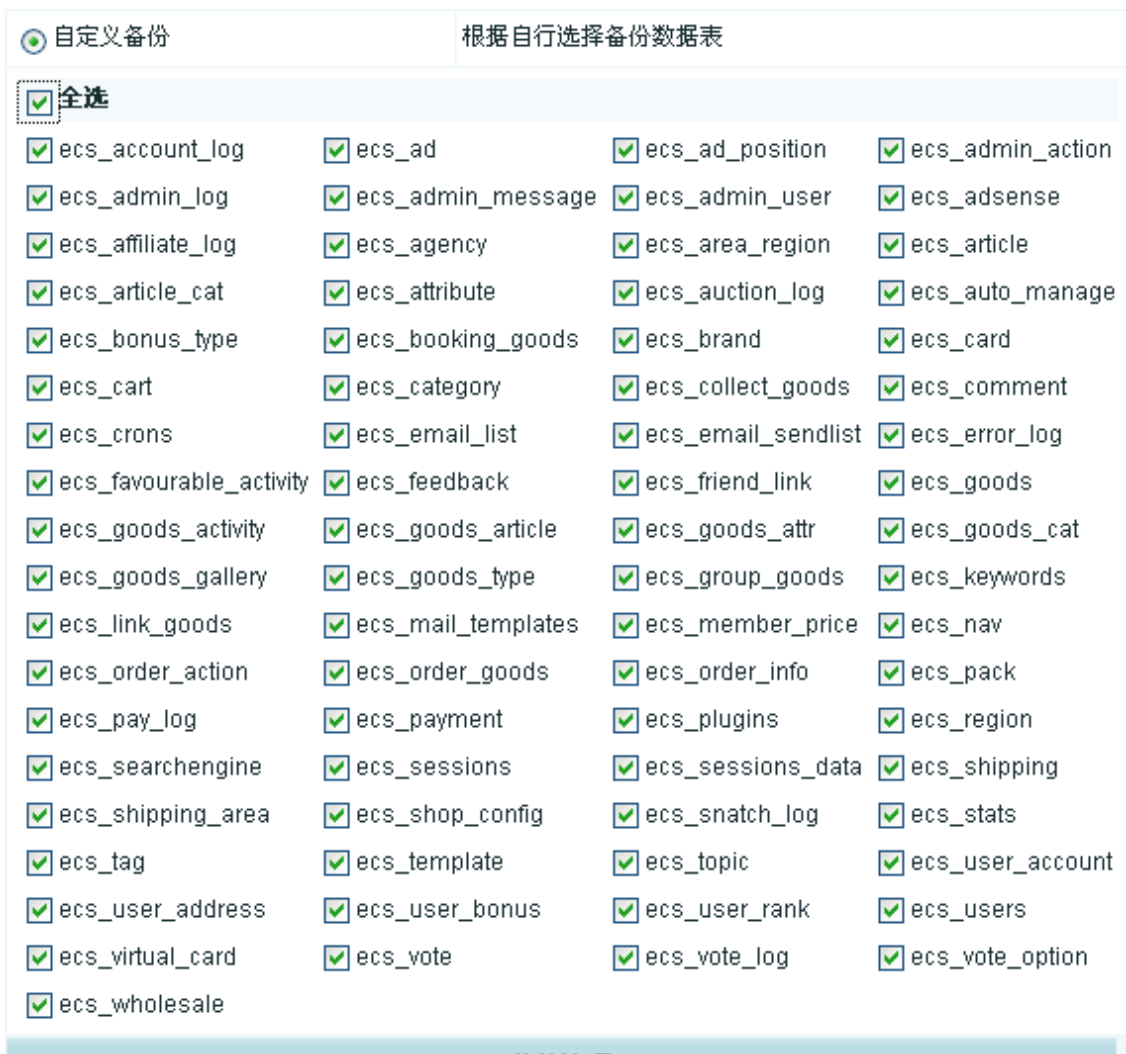 自定义备份 根据自行选择备份数据表
全选
ecs_account_log ecs_ad ecs_ad_position ecs_admin_action
ecs_admin_log ecs_admin_message ecs_admin_user ecs_adsense
ecs_affiliate_log ecs_agency ecs_area_region ecs_article
ecs_article_cat ecs_attribute ecs_auction_log ecs_auto_manage
ecs_bonus_type ecs_booking_goods ecs_brand ecs_card
ecs_cart ecs_category ecs_collect_goods ecs_comment
ecs_crons ecs_email_list ecs_email_sendlist ecs_error_log
ecs_favourable_activity ecs_feedback ecs_friend_link ecs_goods
ecs_goods_activity ecs_goods_article ecs_goods_attr ecs_goods_cat
ecs_goods_gallery ecs_goods_type ecs_group_goods ecs_keywords
ecs_link_goods ecs_mail_templates ecs_member_price ecs_nav
ecs_order_action ecs_order_goods ecs_order_info ecs_pack
ecs_pay_log ecs_payment ecs_plugins ecs_region
ecs_searchengine ecs_sessions ecs_sessions_data ecs_shipping
ecs_shipping_area ecs_shop_config ecs_snatch_log ecs_stats
ecs_tag ecs_template ecs_topic ecs_user_account
ecs_user_address ecs_user_bonus ecs_user_rank ecs_users
ecs_virtual_card ecs_vote ecs_vote_log ecs_vote_option
ecs_wholesale